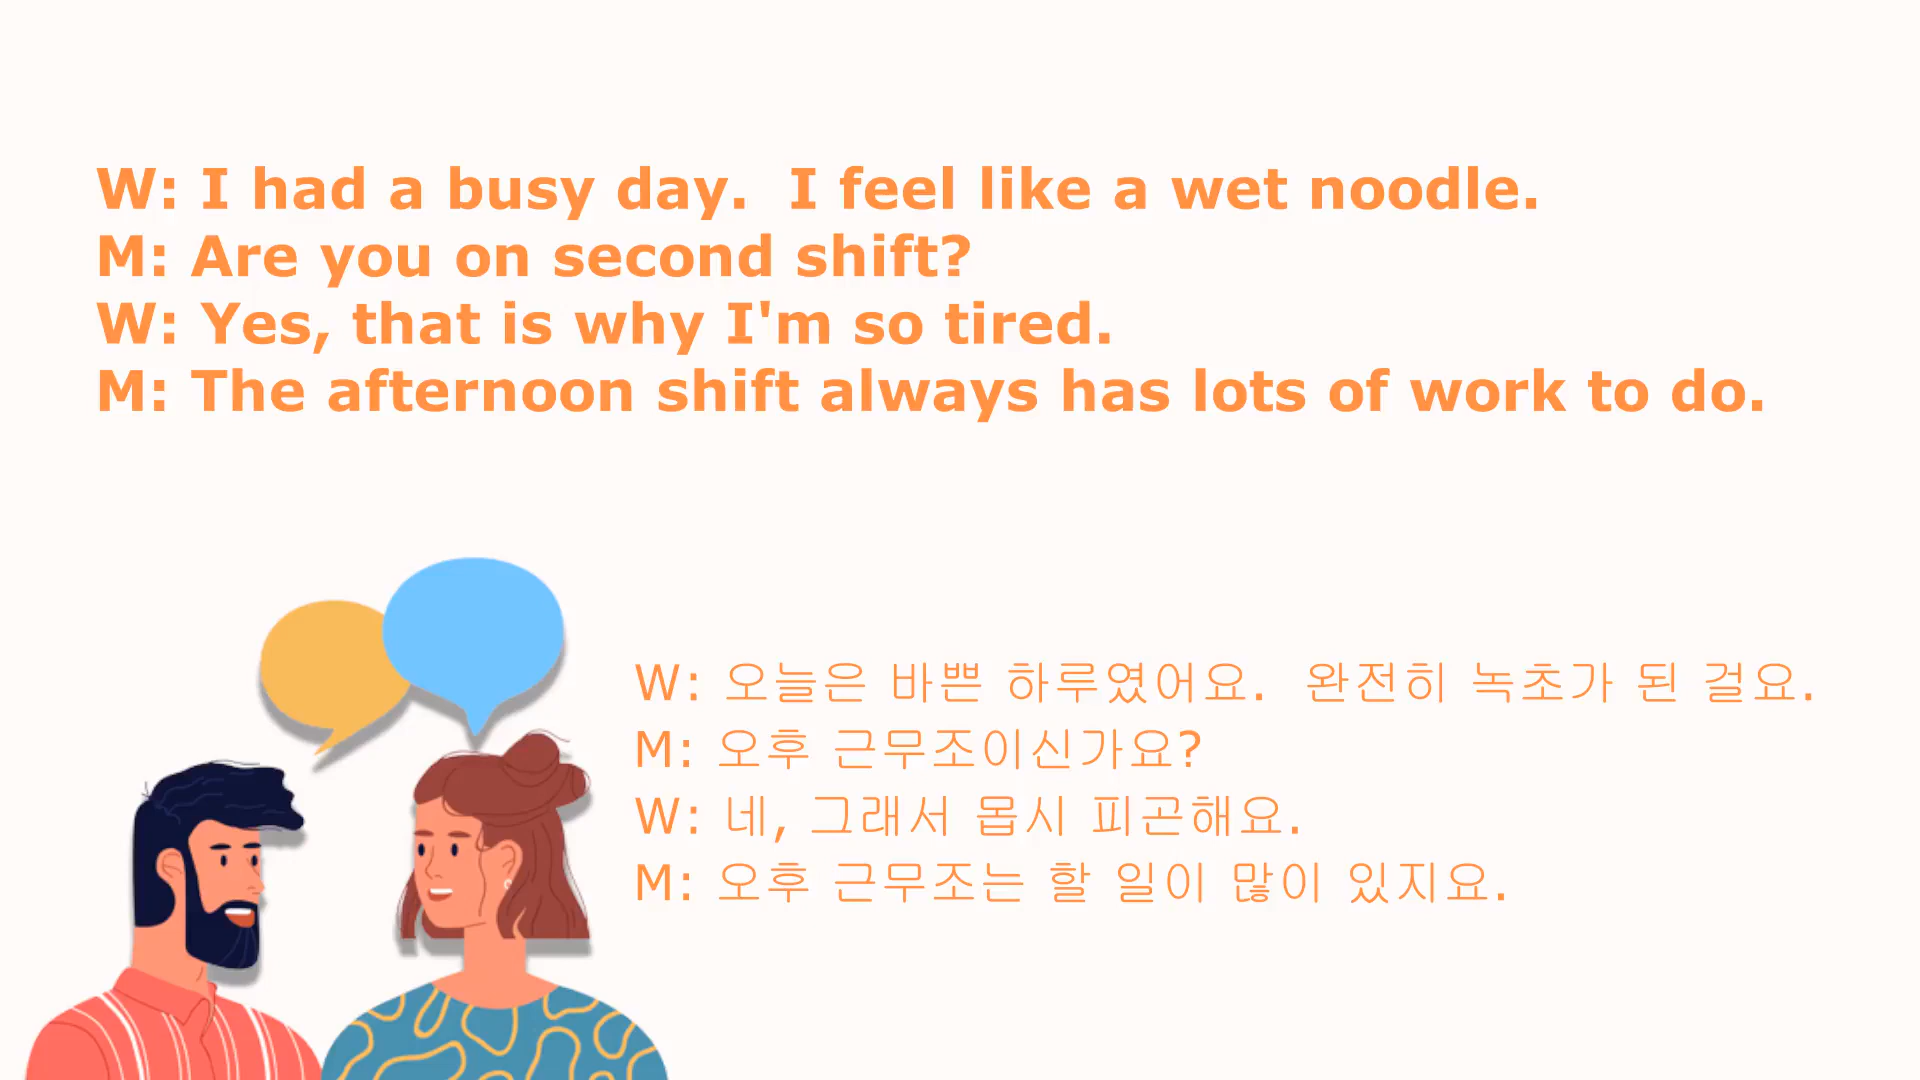 W: I had a busy day.  I feel like a wet noodle.
M: Are you on second shift?
W: Yes, that is why I'm so tired.
M: The afternoon shift always has lots of work to do.
W: 오늘은 바쁜 하루였어요.  완전히 녹초가 된 걸요.
M: 오후 근무조이신가요?
W: 네, 그래서 몹시 피곤해요.
M: 오후 근무조는 할 일이 많이 있지요.